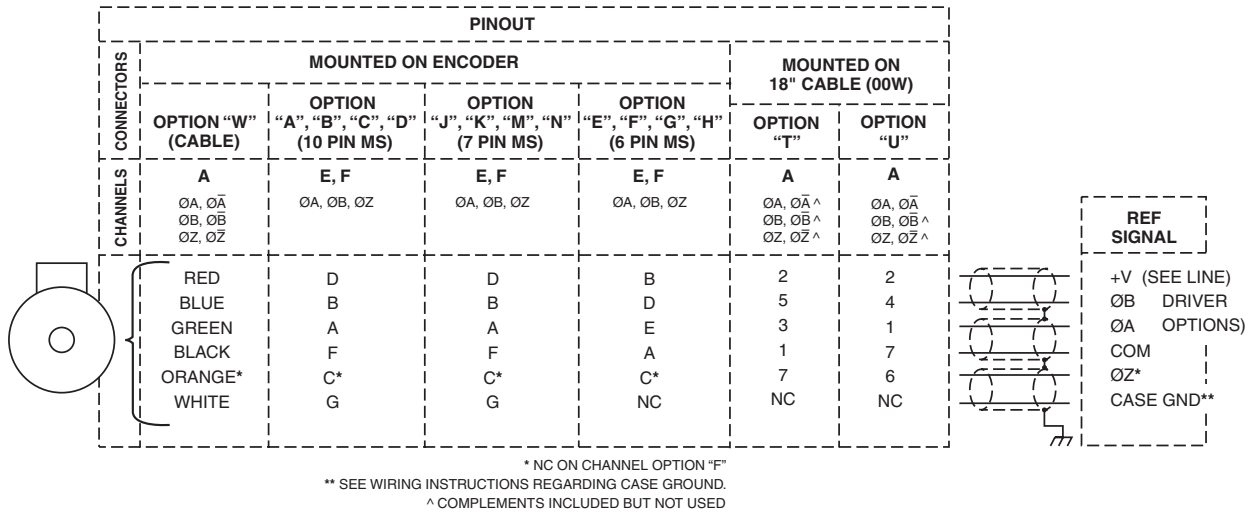 PINOUT
CONNECTORS
MOUNTED ON ENCODER
MOUNTED ON
18" CABLE (00W)
OPTION “W”
(CABLE)
OPTION
“A”, “B”, “C”, “D”
(10 PIN MS)
OPTION
“J”, “K”, “M”, “N”
(7 PIN MS)
OPTION
“E”, “F”, “G”, “H”
(6 PIN MS)
OPTION
“T”
OPTION
“U”
CHANNELS
A E, F E, F E, F A A
ØA, ØA̅ ØA, ØB, ØZ ØA, ØB, ØZ ØA, ØB, ØZ ØA, ØA̅ ^ ØA, ØA̅
ØB, ØB̅ ØB, ØB̅ ^ ØB, ØB̅ ^
ØZ, ØZ̅ ØZ, ØZ̅ ^ ØZ, ØZ̅ ^
REF
SIGNAL
RED D D B 2 2 +V (SEE LINE)
BLUE B B D 5 4 ØB DRIVER
GREEN A A E 3 1 ØA OPTIONS)
BLACK F F A 1 7 COM
ORANGE* C* C* C* 7 6 ØZ*
WHITE G G NC NC NC CASE GND**
* NC ON CHANNEL OPTION “F”
** SEE WIRING INSTRUCTIONS REGARDING CASE GROUND.
^ COMPLEMENTS INCLUDED BUT NOT USED